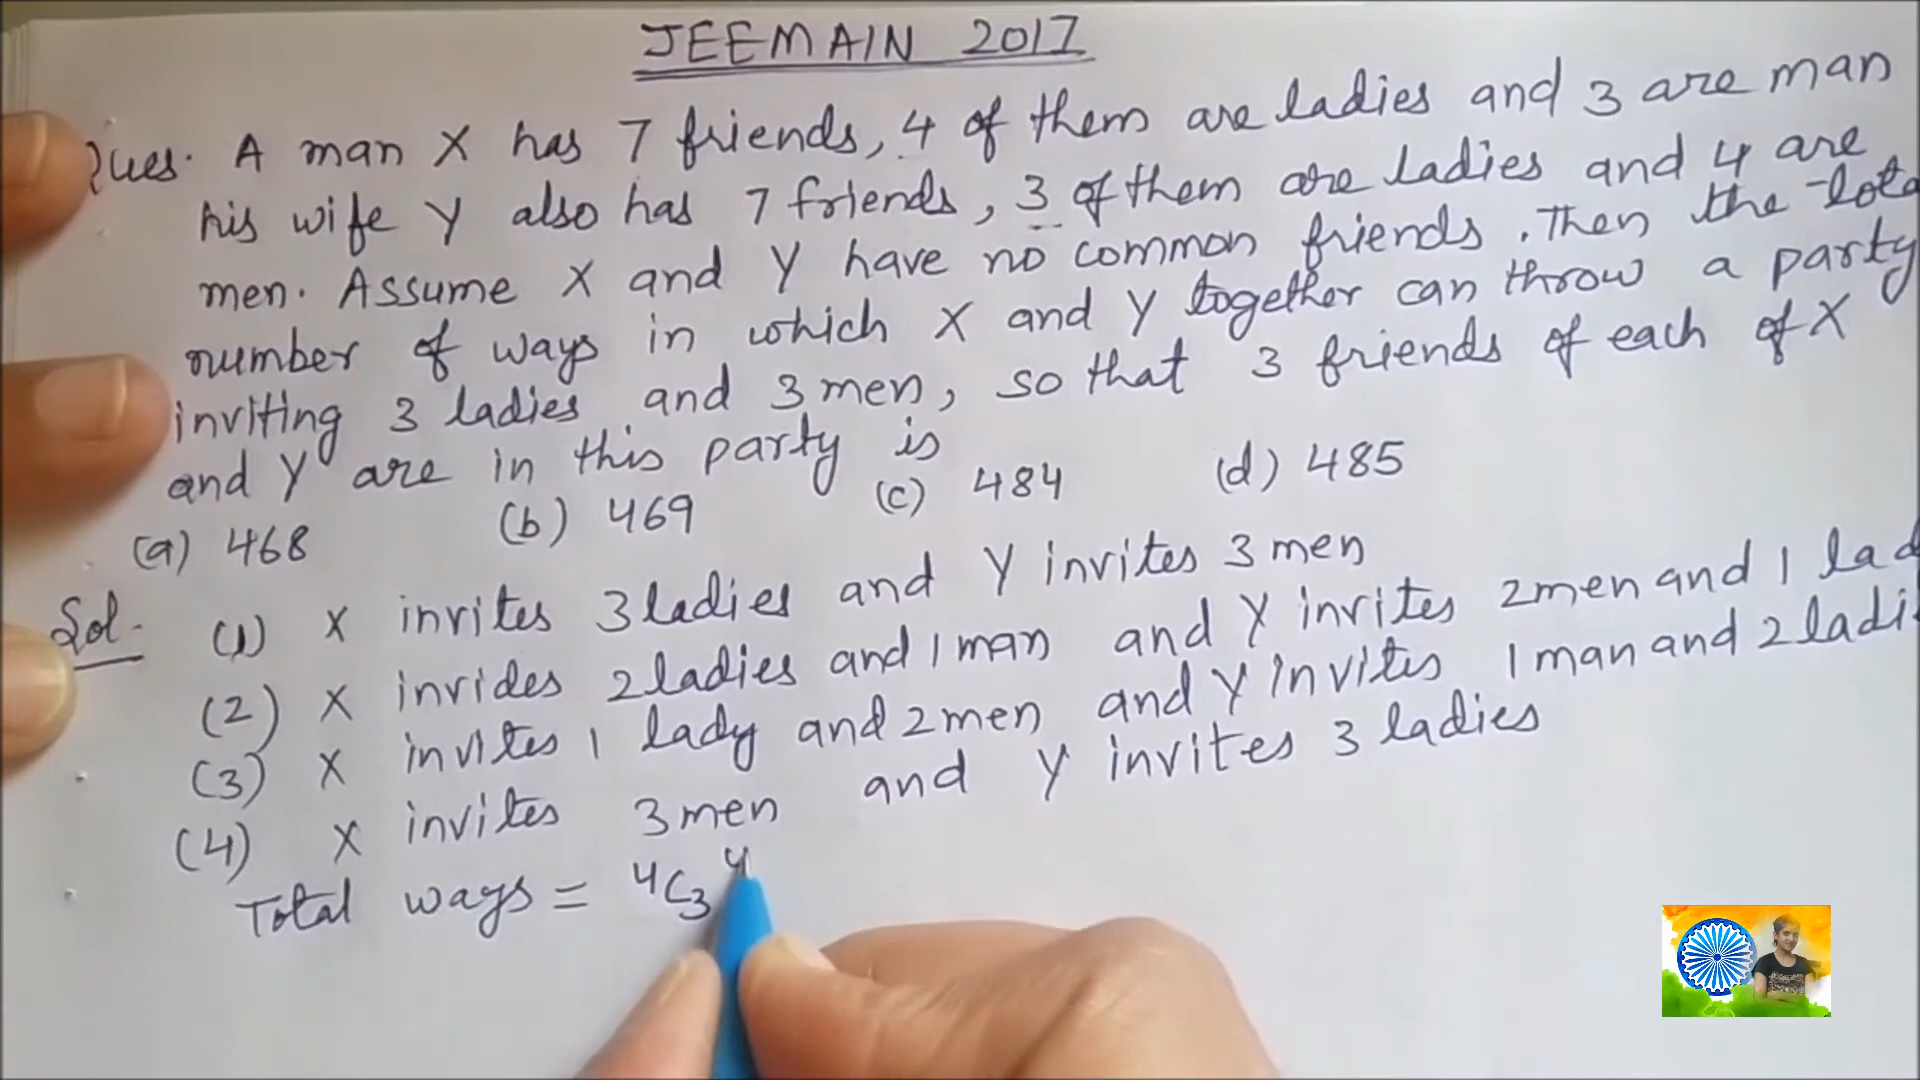 JEEMAIN 2017
Ques. A man X has 7 friends, 4 of them are ladies and 3 are man
his wife Y also has 7 friends, 3 of them are ladies and 4 are
men. Assume X and Y have no common friends. Then the tota
number of ways in which X and Y together can throw a party
inviting 3 ladies and 3 men, so that 3 friends of each of X
and Y are in this party is
(a) 468 (b) 469 (c) 484 (d) 485
Sol. (1) X invites 3 ladies and Y invites 3 men
(2) X invides 2 ladies and 1 man and Y invites 2 men and 1 lad
(3) X invites 1 lady and 2 men and Y invites 1 man and 2 ladi
(4) X invites 3 men and Y invites 3 ladies
Total ways = ⁴C₃ ⁴